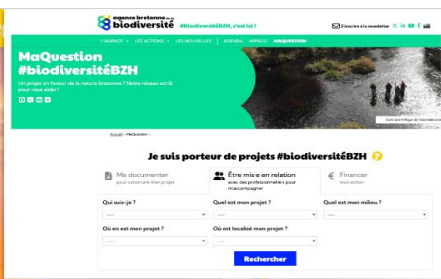 agence bretonne de la
biodiversité
#BiodiversitéBZH, c'est ici !
S'inscrire à la newsletter
L'AGENCE LES ACTIONS LES NOUVELLES AGENDA APPELS MAQUESTION
MaQuestion
#biodiversitéBZH
Un projet en faveur de la nature bretonne ? Notre réseau est là
pour vous aider !
Accueil › MaQuestion ›
Je suis porteur de projets #biodiversitéBZH ?
Me documenter
pour construire mon projet
Être mis·e en relation
avec des professionnel·les pour
m'accompagner
Financer
mon action
Qui suis-je ?
Quel est mon projet ?
Quel est mon milieu ?
Où en est mon projet ?
Où est localisé mon projet ?
Rechercher